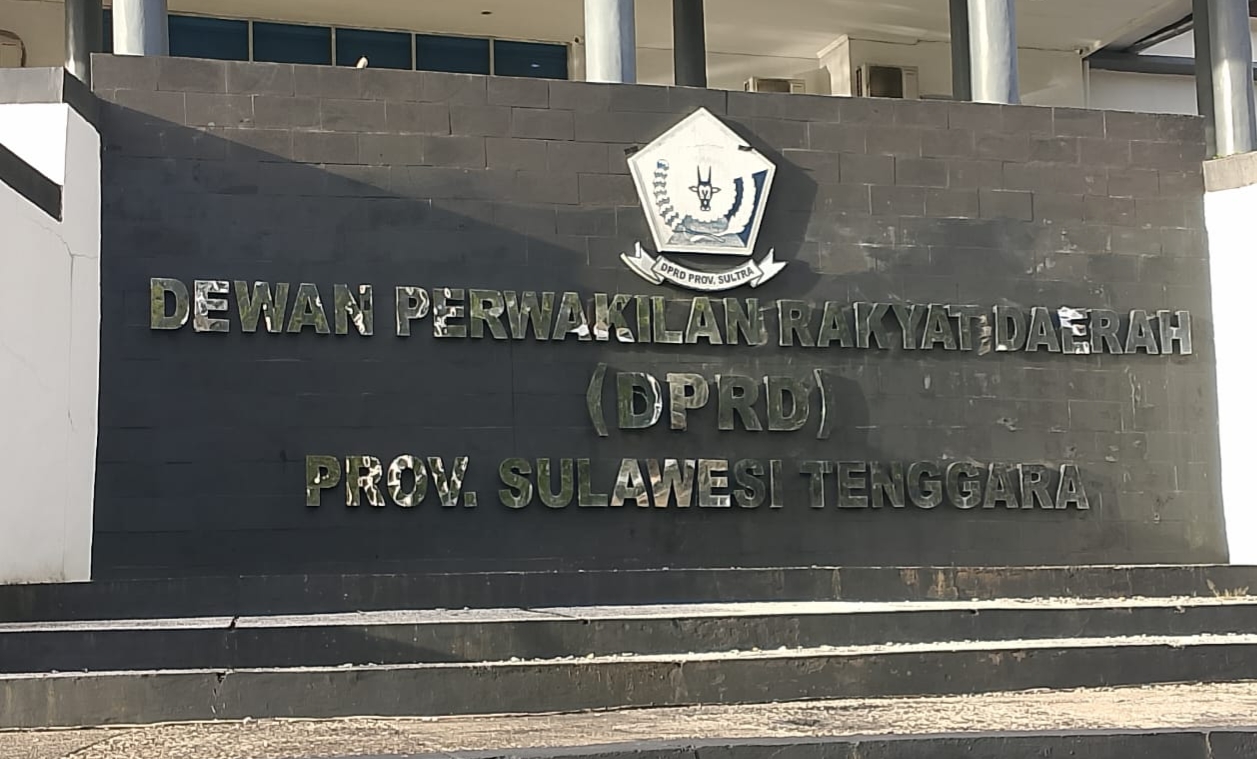 DPRD PROV. SULTRA
DEWAN PERWAKILAN RAKYAT DAERAH
(DPRD)
PROV. SULAWESI TENGGARA